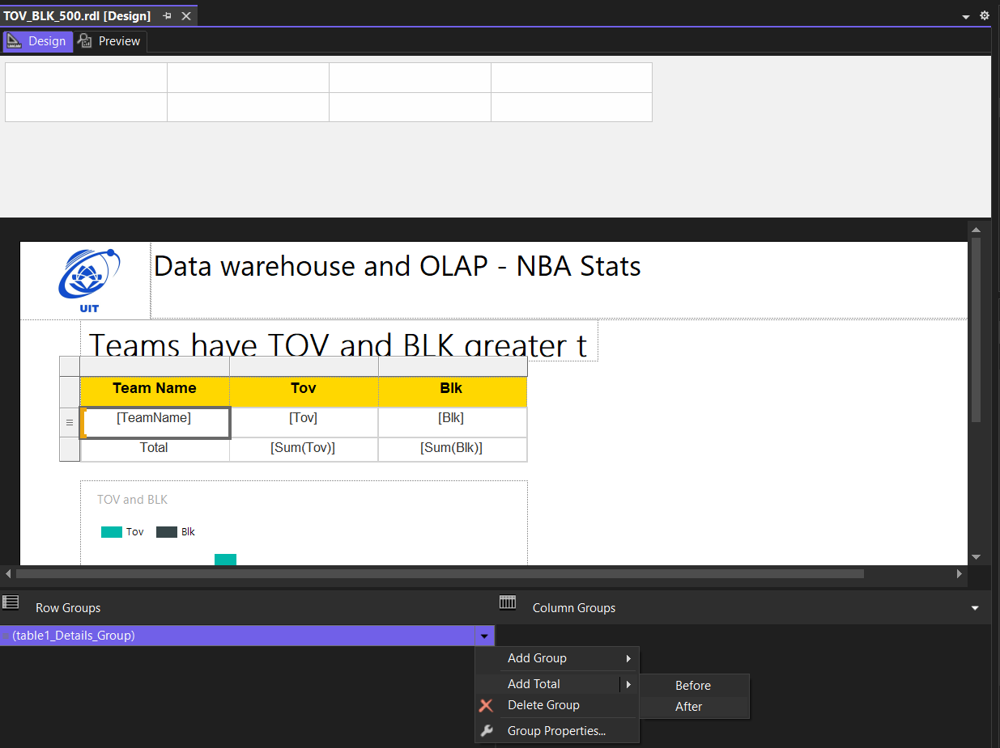 TOV_BLK_500.rdl [Design]
Design Preview
UIT
Data warehouse and OLAP - NBA Stats
Teams have TOV and BLK greater t
Team Name Tov Blk
[TeamName] [Tov] [Blk]
Total [Sum(Tov)] [Sum(Blk)]
TOV and BLK
Tov Blk
Row Groups Column Groups
(table1_Details_Group)
Add Group
Add Total
Before
Delete Group
After
Group Properties...